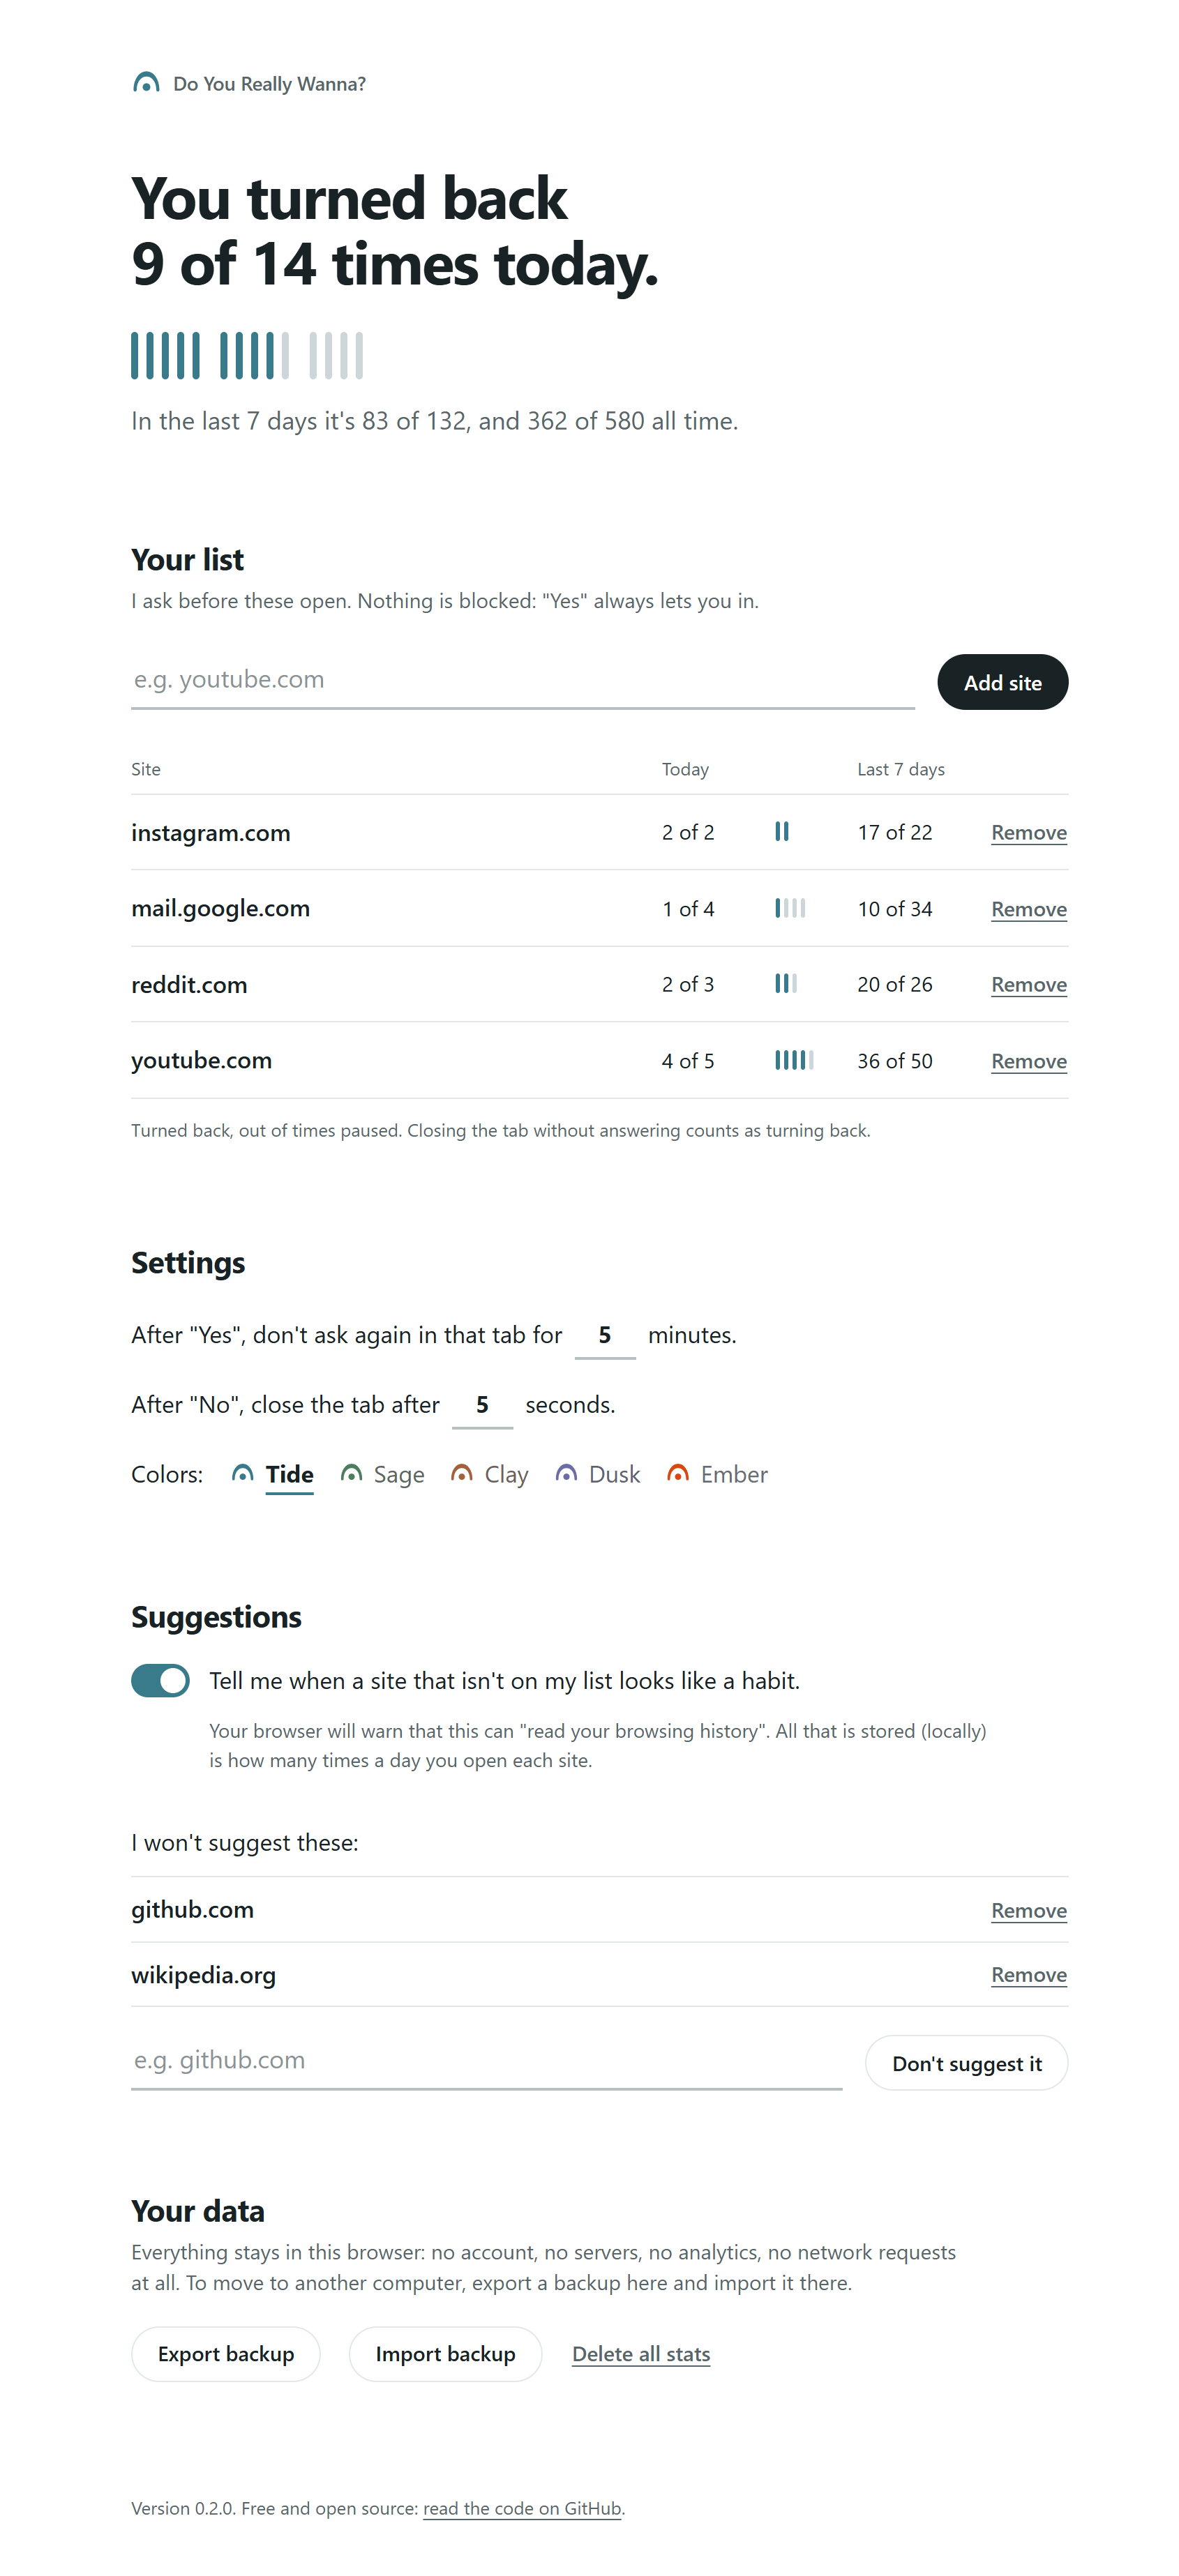 Do You Really Wanna?
You turned back
9 of 14 times today.
In the last 7 days it's 83 of 132, and 362 of 580 all time.
Your list
I ask before these open. Nothing is blocked: "Yes" always lets you in.
e.g. youtube.com
Add site
Site Today Last 7 days
instagram.com 2 of 2 17 of 22 Remove
mail.google.com 1 of 4 10 of 34 Remove
reddit.com 2 of 3 20 of 26 Remove
youtube.com 4 of 5 36 of 50 Remove
Turned back, out of times paused. Closing the tab without answering counts as turning back.
Settings
After "Yes", don't ask again in that tab for 5 minutes.
After "No", close the tab after 5 seconds.
Colors: Tide Sage Clay Dusk Ember
Suggestions
Tell me when a site that isn't on my list looks like a habit.
Your browser will warn that this can "read your browsing history". All that is stored (locally)
is how many times a day you open each site.
I won't suggest these:
github.com Remove
wikipedia.org Remove
e.g. github.com Don't suggest it
Your data
Everything stays in this browser: no account, no servers, no analytics, no network requests
at all. To move to another computer, export a backup here and import it there.
Export backup Import backup Delete all stats
Version 0.2.0. Free and open source: read the code on GitHub.